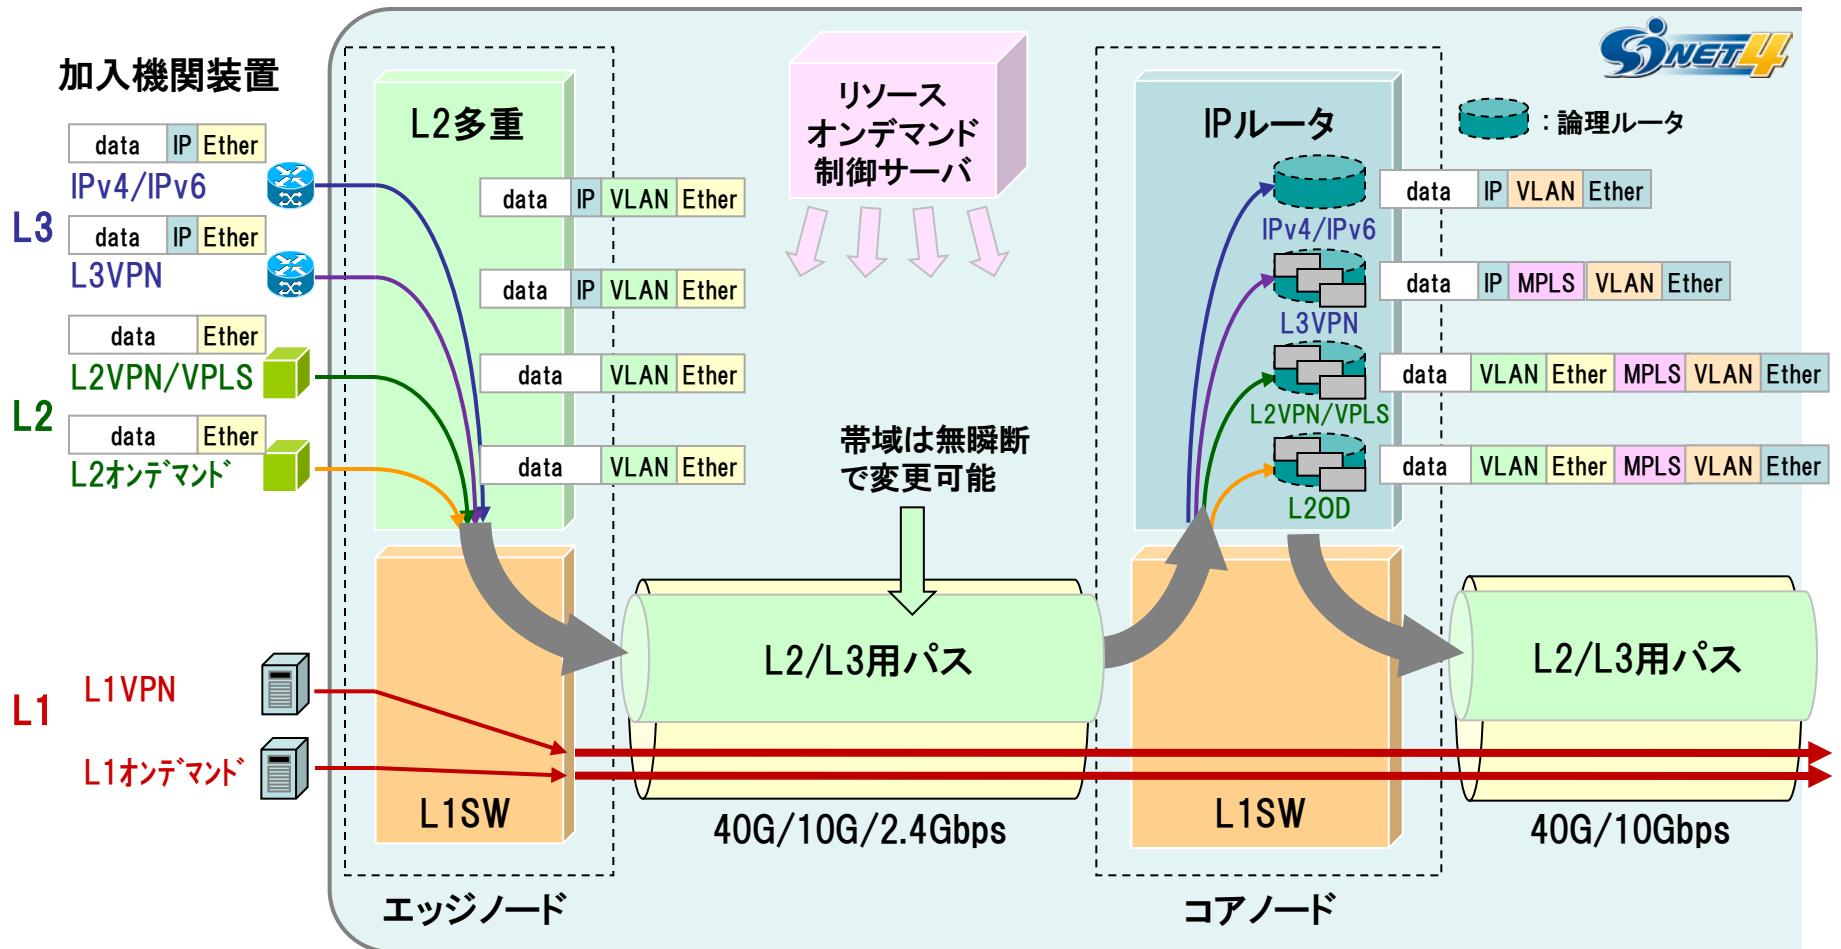 加入機関装置
SINET4
L2多重
リソース
オンデマンド
制御サーバ
IPルータ
：論理ルータ
data IP Ether
IPv4/IPv6
L3
data IP Ether
L3VPN
data Ether
L2VPN/VPLS
L2
data Ether
L2ｵﾝﾃﾞﾏﾝﾄﾞ
data IP VLAN Ether
data IP VLAN Ether
data VLAN Ether
data VLAN Ether
IPv4/IPv6
data IP VLAN Ether
L3VPN
data IP MPLS VLAN Ether
L2VPN/VPLS
data VLAN Ether MPLS VLAN Ether
L2OD
data VLAN Ether MPLS VLAN Ether
帯域は無瞬断
で変更可能
L2/L3用パス
L2/L3用パス
L1
L1VPN
L1ｵﾝﾃﾞﾏﾝﾄﾞ
L1SW
40G/10G/2.4Gbps
L1SW
40G/10Gbps
エッジノード
コアノード